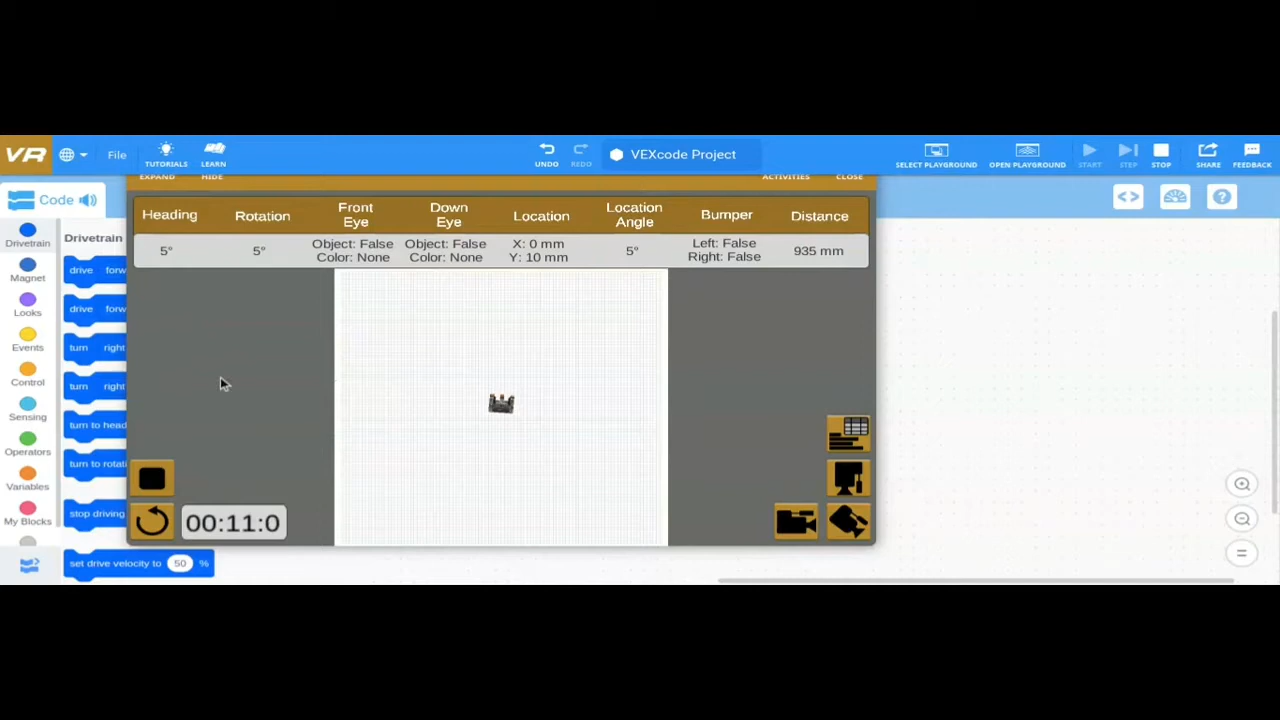 VR
File
TUTORIALS
LEARN
UNDO
REDO
VEXcode Project
SELECT PLAYGROUND
OPEN PLAYGROUND
START
STEP
STOP
SHARE
FEEDBACK
Code
EXPAND
HIDE
ACTIVITIES
CLOSE
Heading
Rotation
Front
Eye
Down
Eye
Location
Location
Angle
Bumper
Distance
5°
5°
Object: False
Color: None
Object: False
Color: None
X: 0 mm
Y: 10 mm
5°
Left: False
Right: False
935 mm
Drivetrain
Magnet
Looks
Events
Control
Sensing
Operators
Variables
My Blocks
Drivetrain
drive forw
drive forw
turn right
turn right
turn to head
turn to rotati
stop driving
set drive velocity to 50 %
00:11:0